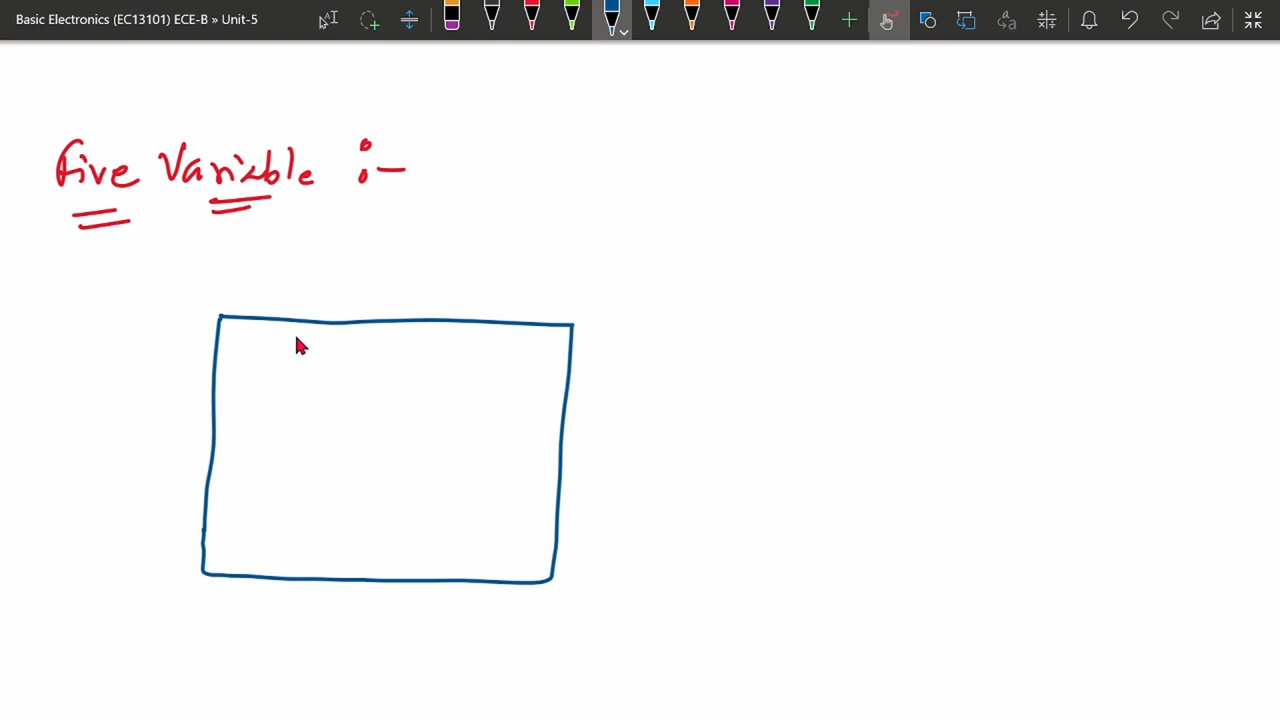 Basic Electronics (EC13101) ECE-B » Unit-5
Five Variable :-